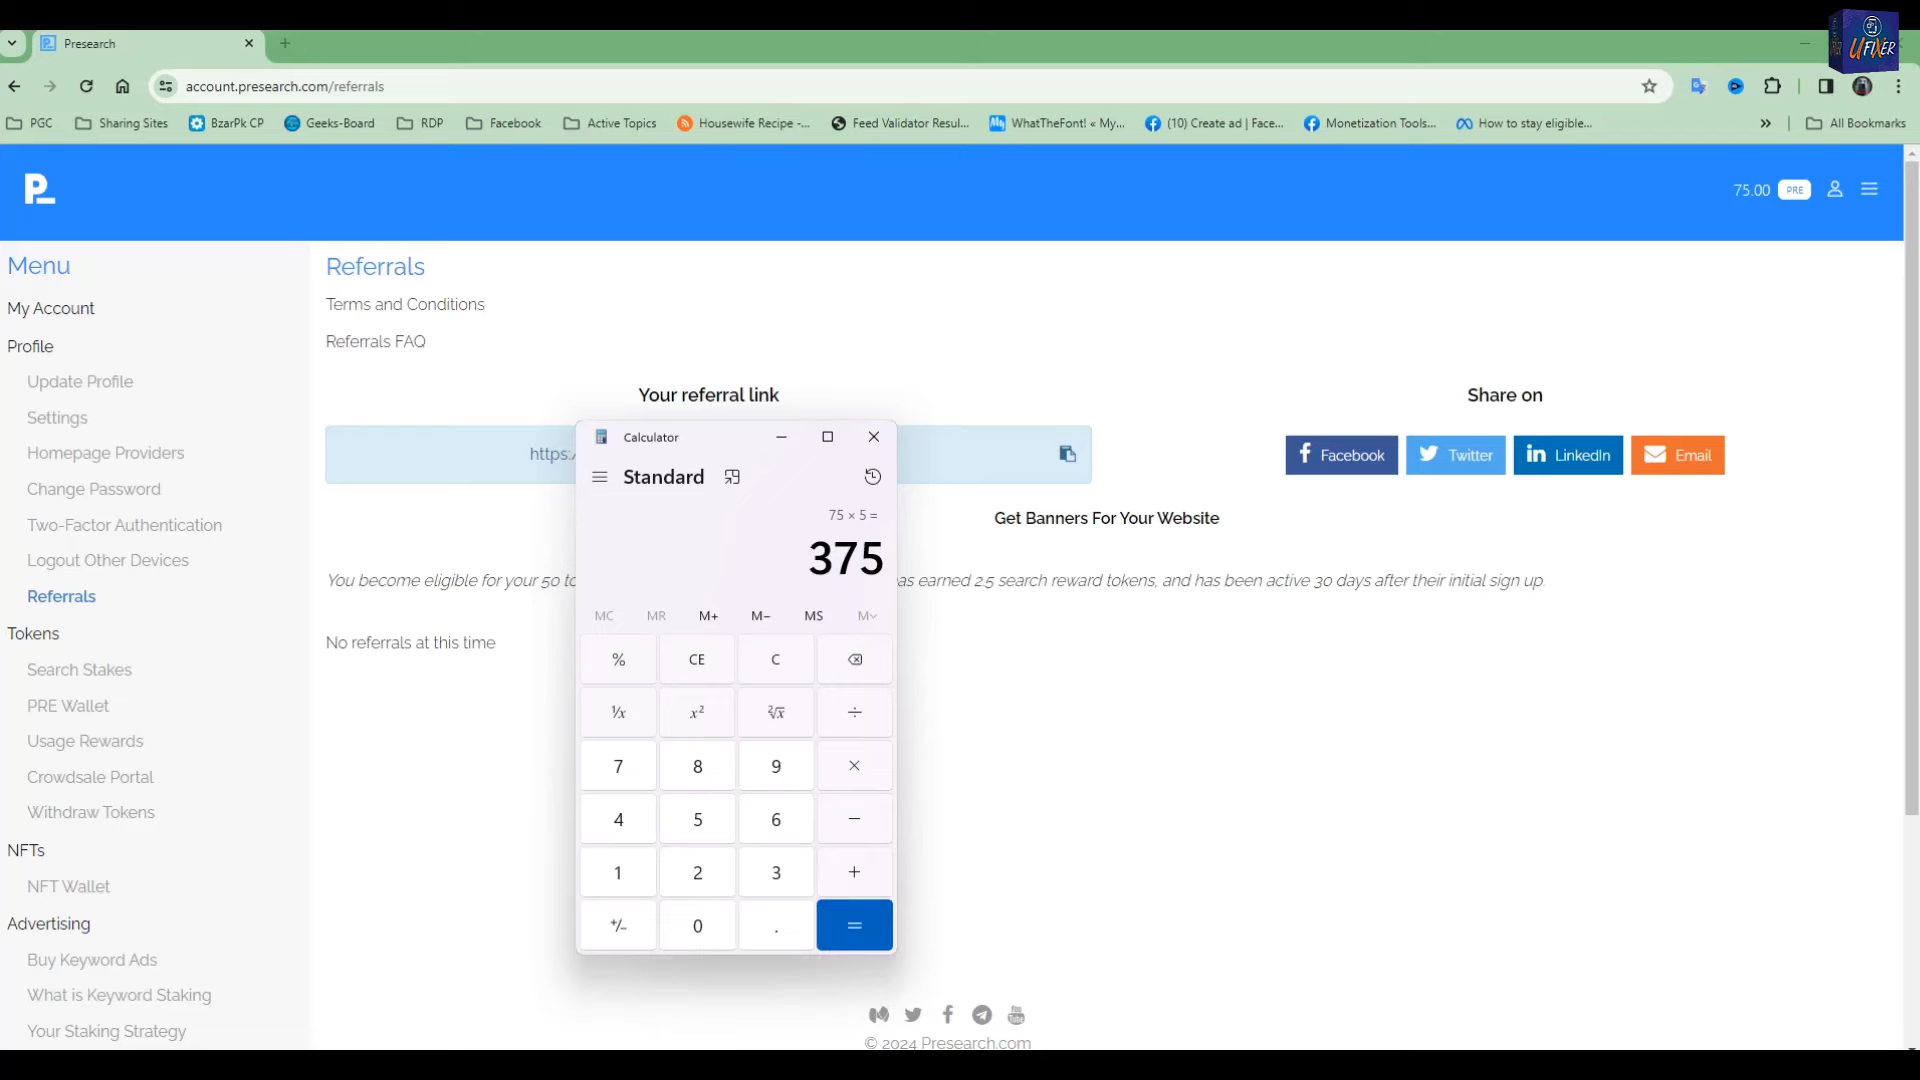 Presearch
UFIXER
account.presearch.com/referrals
PGC
Sharing Sites
BzarPk CP
Geeks-Board
RDP
Facebook
Active Topics
Housewife Recipe -...
Feed Validator Resul...
WhatTheFont! « My...
(10) Create ad | Face...
Monetization Tools...
How to stay eligible...
All Bookmarks
P_
75.00 PRE
Menu
My Account
Profile
Update Profile
Settings
Homepage Providers
Change Password
Two-Factor Authentication
Logout Other Devices
Referrals
Tokens
Search Stakes
PRE Wallet
Usage Rewards
Crowdsale Portal
Withdraw Tokens
NFTs
NFT Wallet
Advertising
Buy Keyword Ads
What is Keyword Staking
Your Staking Strategy
Referrals
Terms and Conditions
Referrals FAQ
Your referral link
https:/
Share on
Facebook
Twitter
LinkedIn
Email
Get Banners For Your Website
You become eligible for your 50 to
as earned 25 search reward tokens, and has been active 30 days after their initial sign up.
No referrals at this time
Calculator
Standard
75 × 5 =
375
MC MR M+ M− MS M
% CE C
¹/x x² ²√x ÷
7 8 9 ×
4 5 6 −
1 2 3 +
+/− 0 . =
You Tube
© 2024 Presearch.com